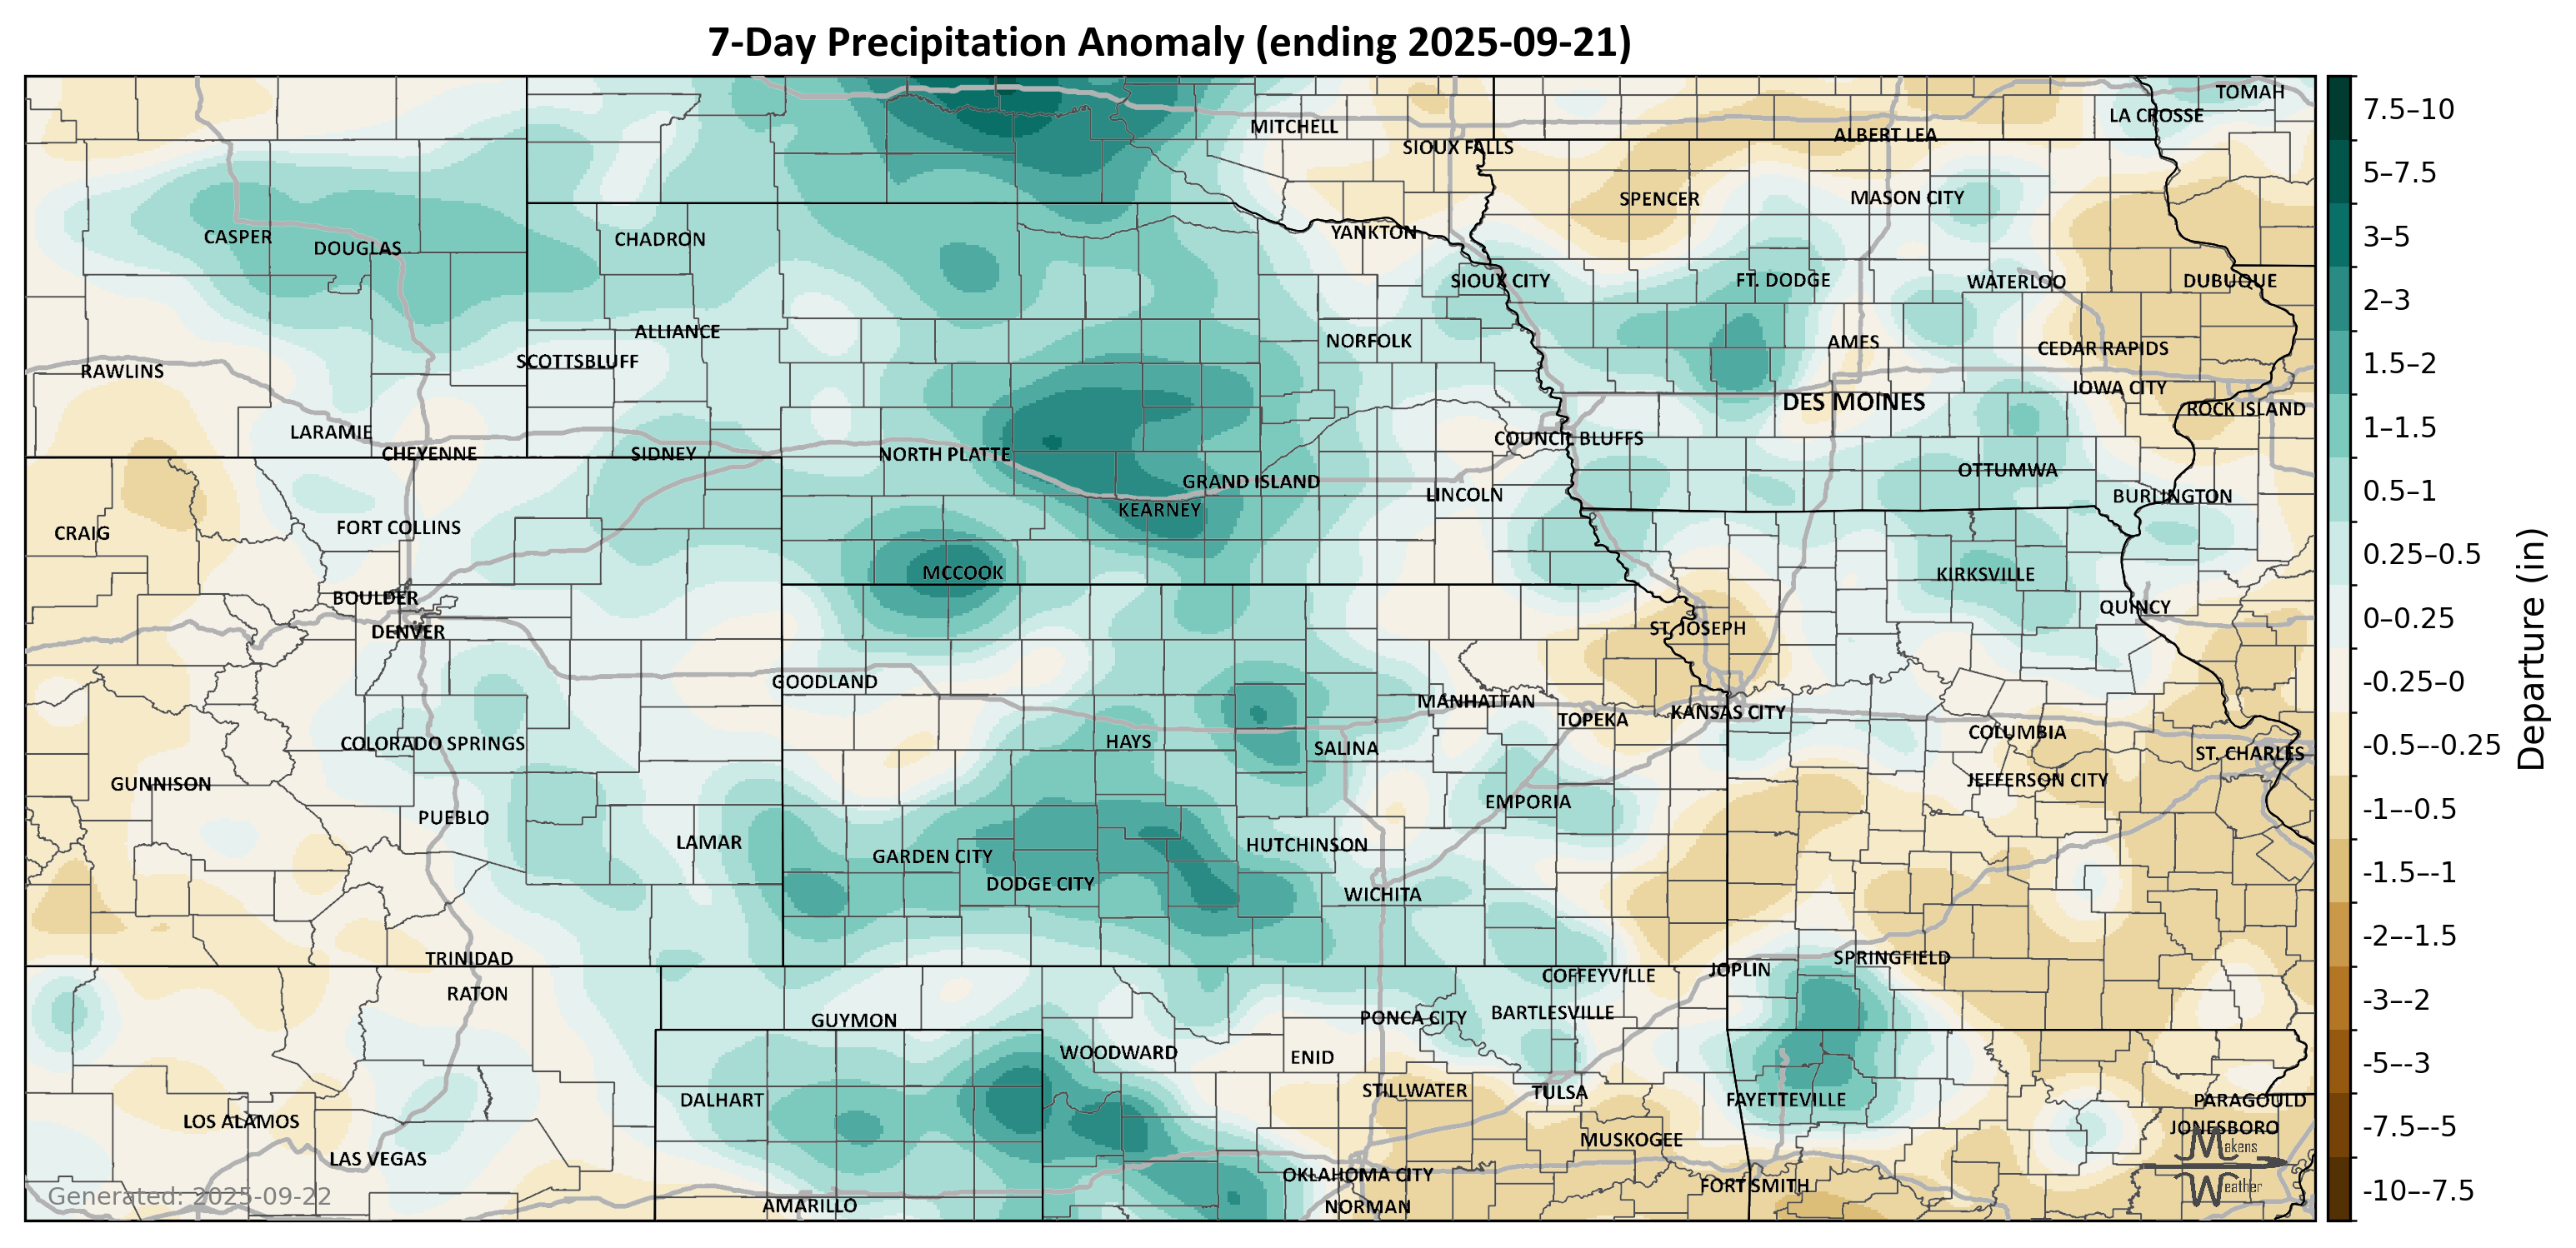 7-Day Precipitation Anomaly (ending 2025-09-21)
TOMAH
LA CROSSE
MITCHELL
ALBERT LEA
SIOUX FALLS
SPENCER
MASON CITY
YANKTON
CASPER
DOUGLAS
CHADRON
SIOUX CITY
FT. DODGE
WATERLOO
DUBUQUE
ALLIANCE
NORFOLK
AMES
CEDAR RAPIDS
SCOTTSBLUFF
RAWLINS
IOWA CITY
DES MOINES
ROCK ISLAND
LARAMIE
COUNCIL BLUFFS
CHEYENNE
SIDNEY
NORTH PLATTE
OTTUMWA
GRAND ISLAND
LINCOLN
BURLINGTON
KEARNEY
CRAIG
FORT COLLINS
MCCOOK
KIRKSVILLE
BOULDER
QUINCY
DENVER
ST. JOSEPH
GOODLAND
MANHATTAN
TOPEKA
KANSAS CITY
COLORADO SPRINGS
HAYS
SALINA
COLUMBIA
ST. CHARLES
GUNNISON
JEFFERSON CITY
EMPORIA
PUEBLO
LAMAR
HUTCHINSON
GARDEN CITY
DODGE CITY
WICHITA
TRINIDAD
SPRINGFIELD
JOPLIN
COFFEYVILLE
RATON
GUYMON
PONCA CITY
BARTLESVILLE
WOODWARD
ENID
STILLWATER
TULSA
DALHART
FAYETTEVILLE
PARAGOULD
LOS ALAMOS
JONESBORO
MUSKOGEE
LAS VEGAS
OKLAHOMA CITY
FORT SMITH
AMARILLO
NORMAN
Makens
Weather
Generated: 2025-09-22
7.5–10
5–7.5
3–5
2–3
1.5–2
1–1.5
0.5–1
0.25–0.5
0–0.25
-0.25–0
-0.5–-0.25
-1–-0.5
-1.5–-1
-2–-1.5
-3–-2
-5–-3
-7.5–-5
-10–-7.5
Departure (in)